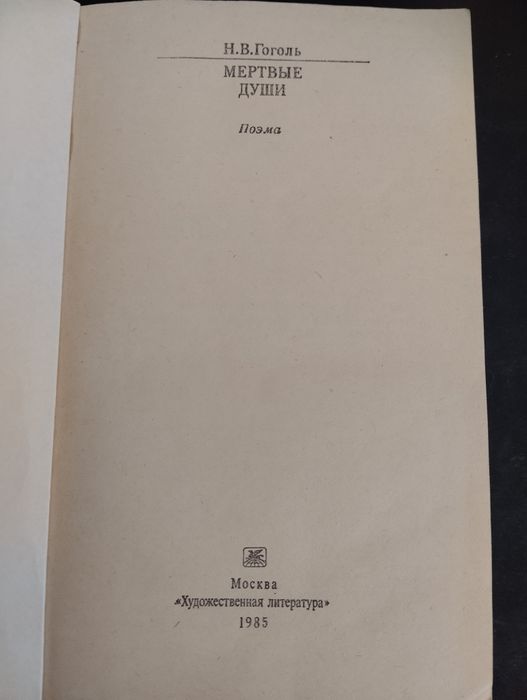 Н.В.Гоголь
МЕРТВЫЕ
ДУШИ
Поэма
Москва
«Художественная литература»
1985